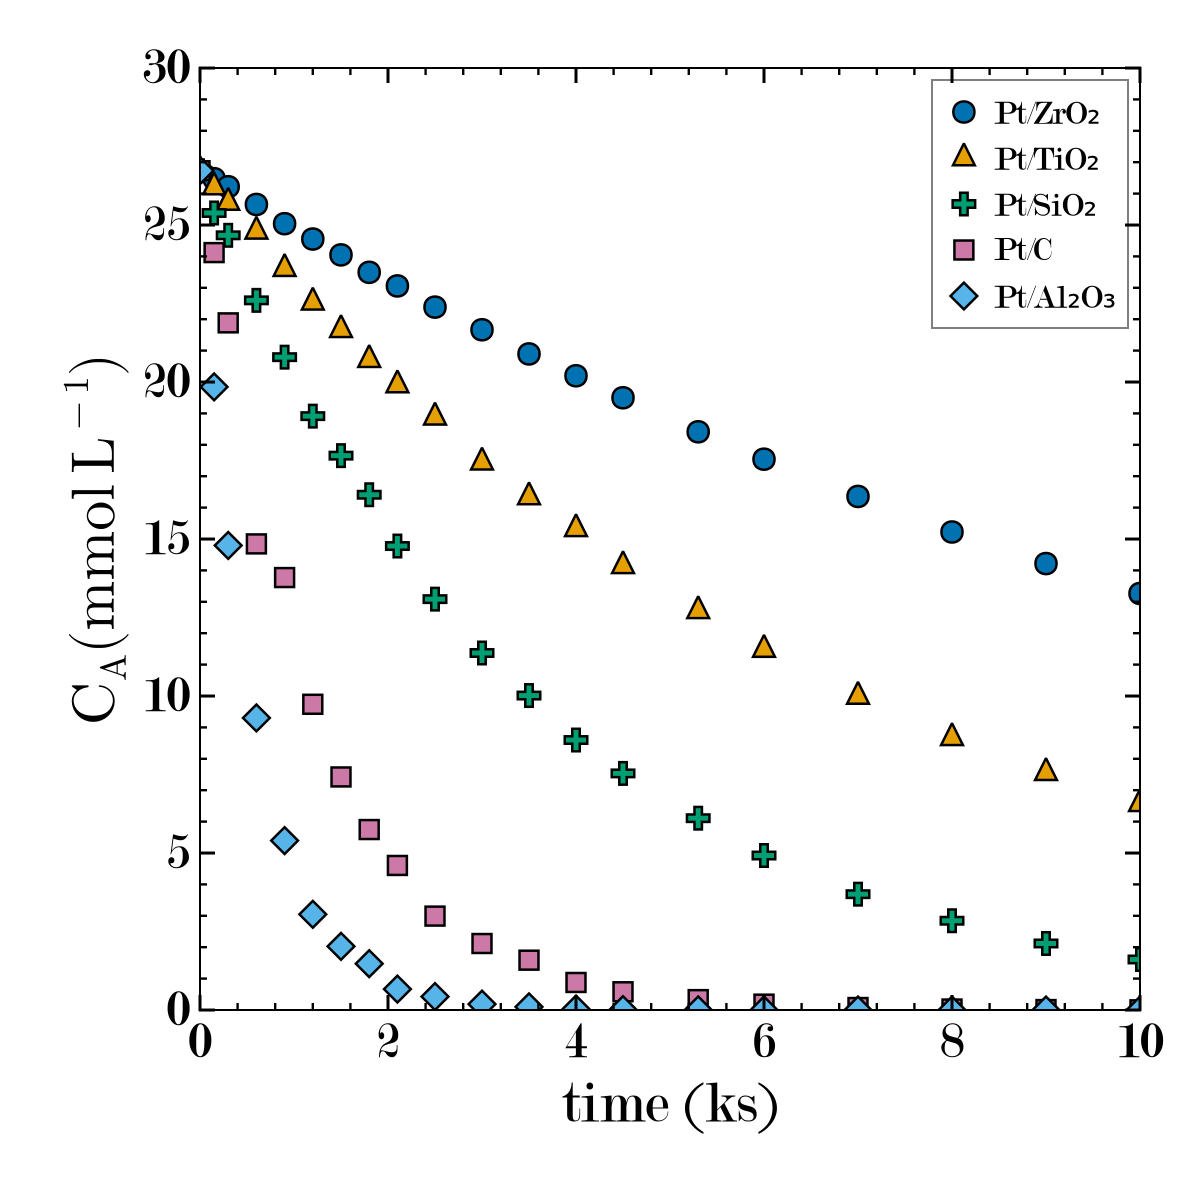 30
25
20
15
10
5
0
C_A (mmol L⁻¹)
Pt/ZrO₂
Pt/TiO₂
Pt/SiO₂
Pt/C
Pt/Al₂O₃
0 2 4 6 8 10
time (ks)